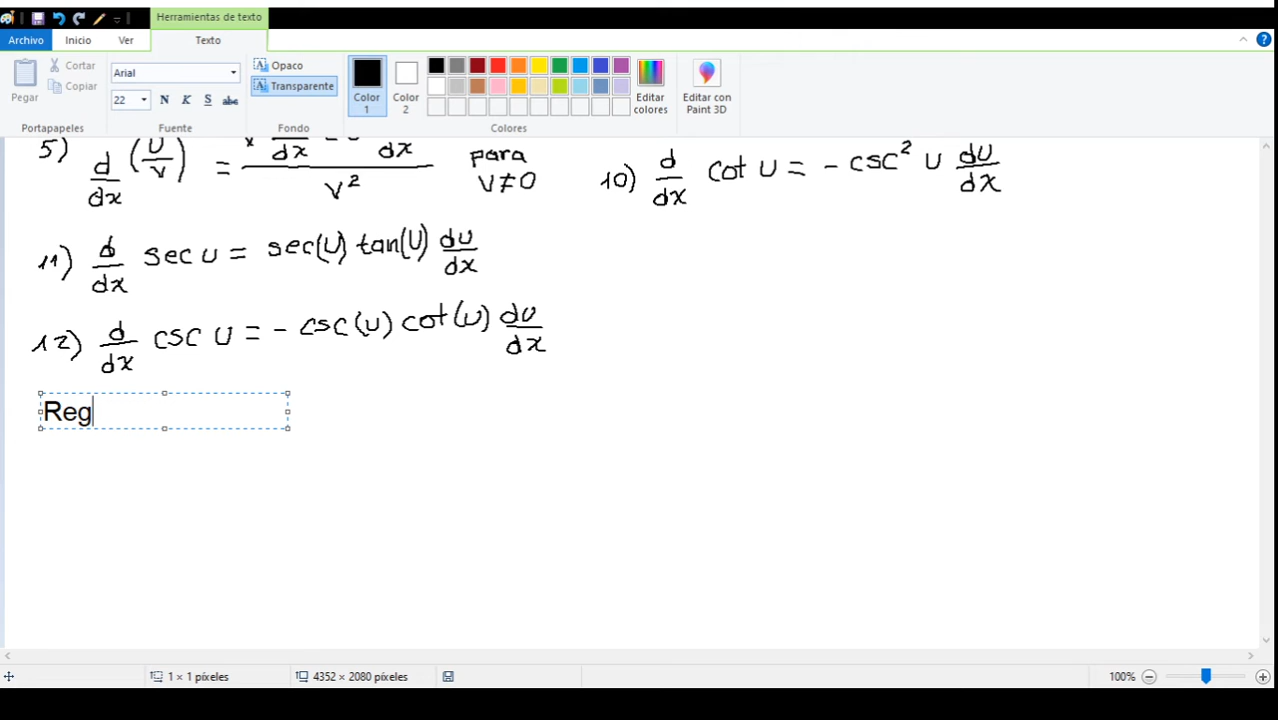 Herramientas de texto
Archivo Inicio Ver Texto
Pegar Cortar Copiar Portapapeles
Arial
22 N K S abc
Fuente
Opaco
Transparente
Fondo
Color 1
Color 2
Editar colores
Editar con Paint 3D
Colores
5) d/dx (U/V) = dx dx / V² para V≠0
10) d/dx cot U = - csc² U dU/dx
11) d/dx sec U = sec(U) tan(U) dU/dx
12) d/dx csc U = - csc(U) cot(U) dU/dx
Reg
1 × 1 píxeles 4352 × 2080 píxeles 100%